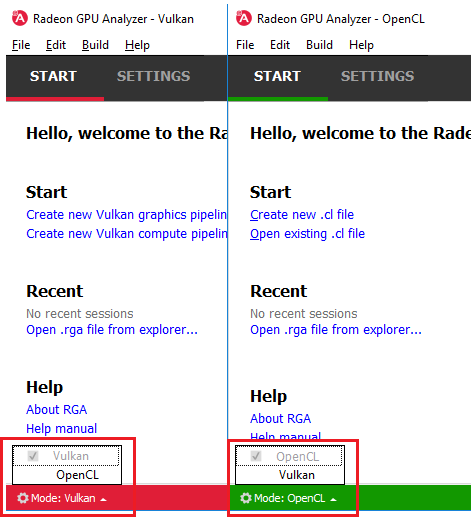 Radeon GPU Analyzer - Vulkan
File Edit Build Help
START SETTINGS
Hello, welcome to the Ra
Start
Create new Vulkan graphics pipelin
Create new Vulkan compute pipelin
Recent
No recent sessions
Open .rga file from explorer...
Help
About RGA
Help manual
Vulkan
OpenCL
Mode: Vulkan
Radeon GPU Analyzer - OpenCL
File Edit Build Help
START SETTINGS
Hello, welcome to the Rade
Start
Create new .cl file
Open existing .cl file
Recent
No recent sessions
Open .rga file from explorer...
Help
About RGA
Help manual
OpenCL
Vulkan
Mode: OpenCL